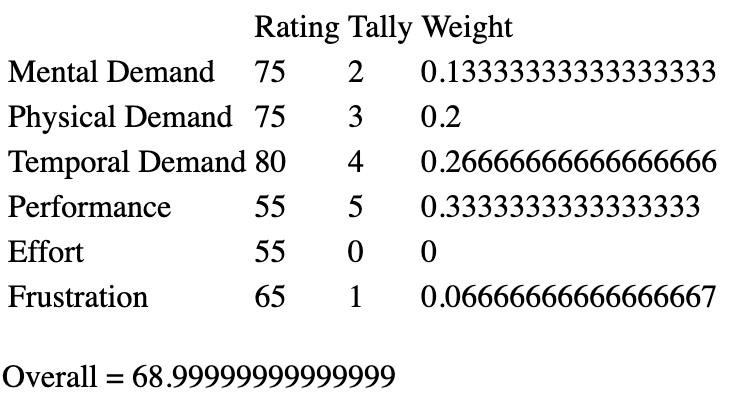 Rating Tally Weight
Mental Demand 75 2 0.13333333333333333
Physical Demand 75 3 0.2
Temporal Demand 80 4 0.26666666666666666
Performance 55 5 0.3333333333333333
Effort 55 0 0
Frustration 65 1 0.06666666666666667
Overall = 68.99999999999999